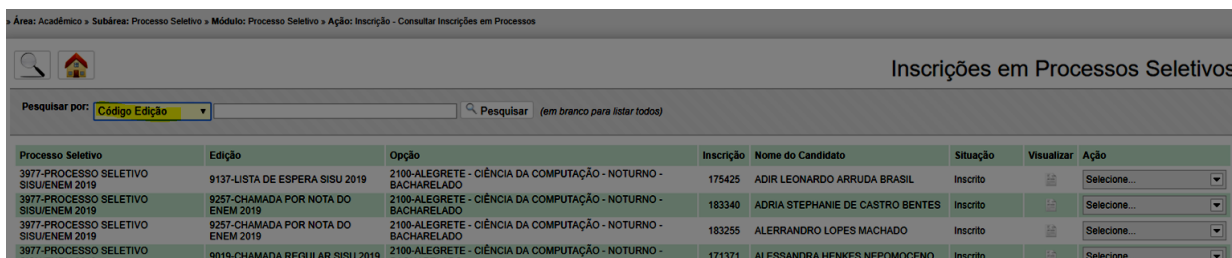 » Área: Acadêmico » Subárea: Processo Seletivo » Módulo: Processo Seletivo » Ação: Inscrição - Consultar Inscrições em Processos
Inscrições em Processos Seletivos
Pesquisar por: Código Edição Pesquisar (em branco para listar todos)
Processo Seletivo Edição Opção Inscrição Nome do Candidato Situação Visualizar Ação
3977-PROCESSO SELETIVO SISU/ENEM 2019 9137-LISTA DE ESPERA SISU 2019 2100-ALEGRETE - CIÊNCIA DA COMPUTAÇÃO - NOTURNO - BACHARELADO 175425 ADIR LEONARDO ARRUDA BRASIL Inscrito Selecione...
3977-PROCESSO SELETIVO SISU/ENEM 2019 9257-CHAMADA POR NOTA DO ENEM 2019 2100-ALEGRETE - CIÊNCIA DA COMPUTAÇÃO - NOTURNO - BACHARELADO 183340 ADRIA STEPHANIE DE CASTRO BENTES Inscrito Selecione...
3977-PROCESSO SELETIVO SISU/ENEM 2019 9257-CHAMADA POR NOTA DO ENEM 2019 2100-ALEGRETE - CIÊNCIA DA COMPUTAÇÃO - NOTURNO - BACHARELADO 183255 ALERRANDRO LOPES MACHADO Inscrito Selecione...
3977-PROCESSO SELETIVO 9019-CHAMADA REGULAR SISU 2019 2100-ALEGRETE - CIÊNCIA DA COMPUTAÇÃO - NOTURNO - 171371 ALESSANDRA HENKES NEPOMOCENO Inscrito Selecione